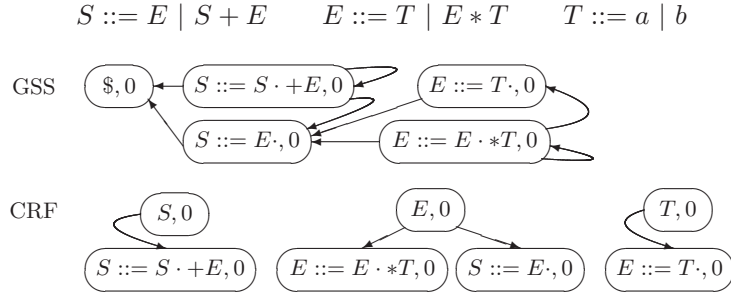 S ::= E | S + E E ::= T | E ∗ T T ::= a | b
GSS $, 0 S ::= S · +E, 0 E ::= T·, 0
S ::= E·, 0 E ::= E · ∗T, 0
CRF S, 0 E, 0 T, 0
S ::= S · +E, 0 E ::= E · ∗T, 0 S ::= E·, 0 E ::= T·, 0